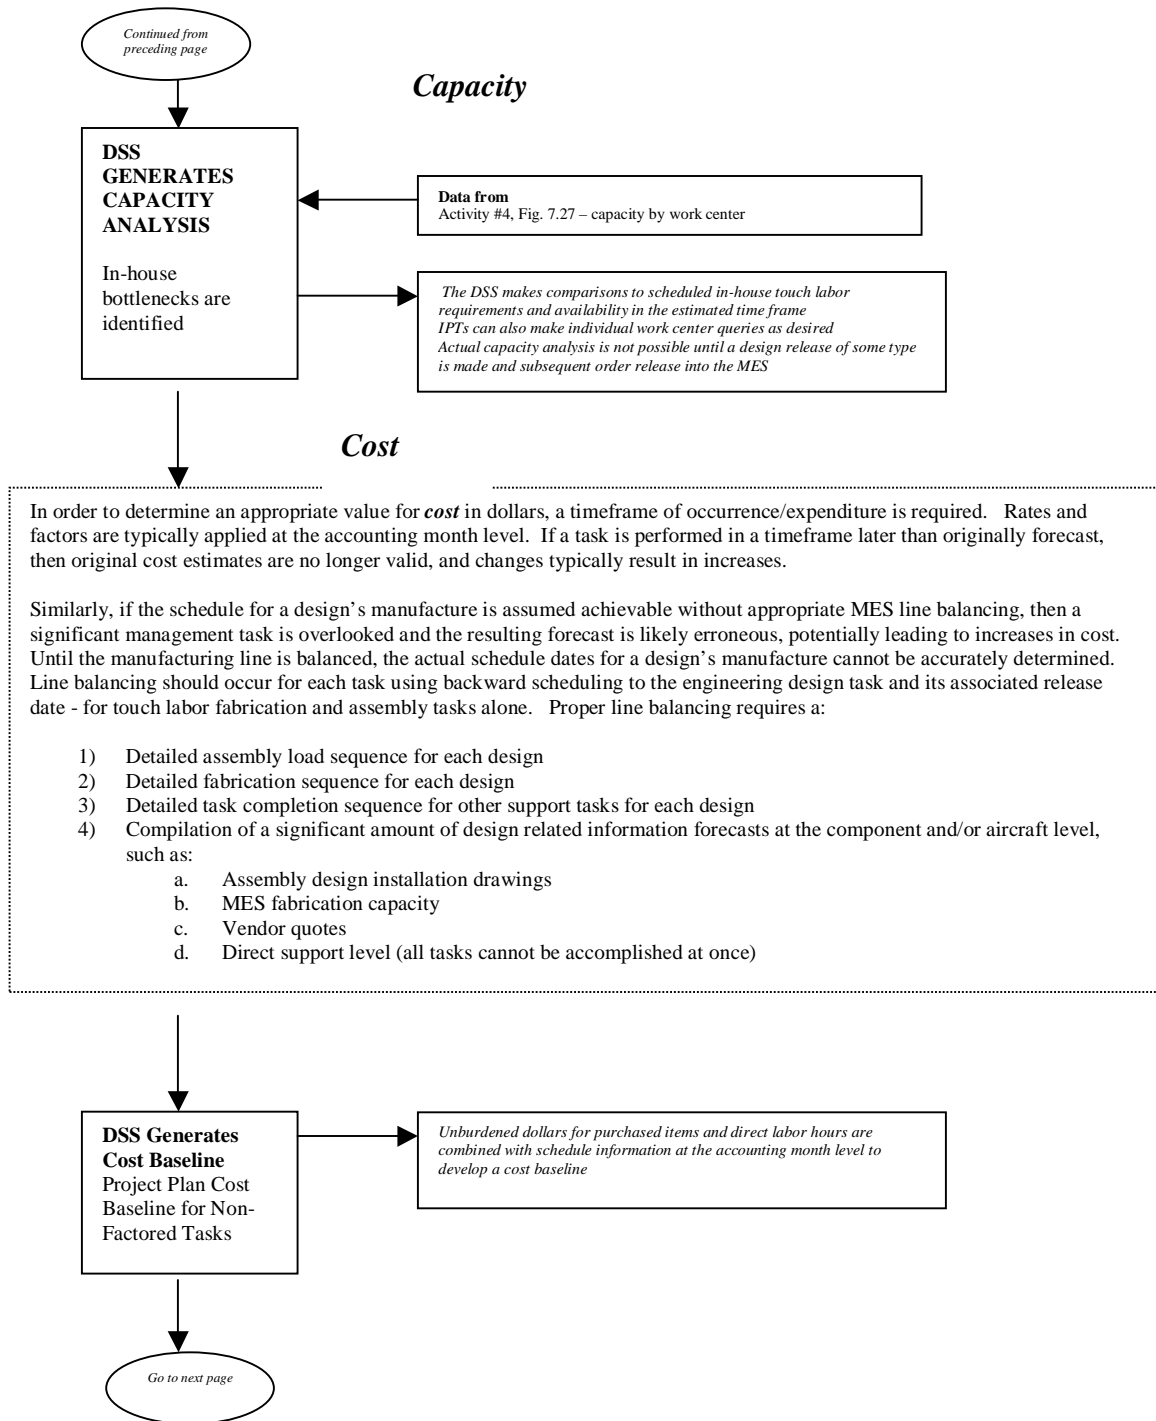 Continued from
preceding page
Capacity
DSS
GENERATES
CAPACITY
ANALYSIS
In-house
bottlenecks are
identified
Data from
Activity #4, Fig. 7.27 – capacity by work center
The DSS makes comparisons to scheduled in-house touch labor
requirements and availability in the estimated time frame
IPTs can also make individual work center queries as desired
Actual capacity analysis is not possible until a design release of some type
is made and subsequent order release into the MES
Cost
In order to determine an appropriate value for cost in dollars, a timeframe of occurrence/expenditure is required. Rates and
factors are typically applied at the accounting month level. If a task is performed in a timeframe later than originally forecast,
then original cost estimates are no longer valid, and changes typically result in increases.
Similarly, if the schedule for a design’s manufacture is assumed achievable without appropriate MES line balancing, then a
significant management task is overlooked and the resulting forecast is likely erroneous, potentially leading to increases in cost.
Until the manufacturing line is balanced, the actual schedule dates for a design’s manufacture cannot be accurately determined.
Line balancing should occur for each task using backward scheduling to the engineering design task and its associated release
date - for touch labor fabrication and assembly tasks alone. Proper line balancing requires a:
1) Detailed assembly load sequence for each design
2) Detailed fabrication sequence for each design
3) Detailed task completion sequence for other support tasks for each design
4) Compilation of a significant amount of design related information forecasts at the component and/or aircraft level,
such as:
a. Assembly design installation drawings
b. MES fabrication capacity
c. Vendor quotes
d. Direct support level (all tasks cannot be accomplished at once)
DSS Generates
Cost Baseline
Project Plan Cost
Baseline for Non-
Factored Tasks
Unburdened dollars for purchased items and direct labor hours are
combined with schedule information at the accounting month level to
develop a cost baseline
Go to next page